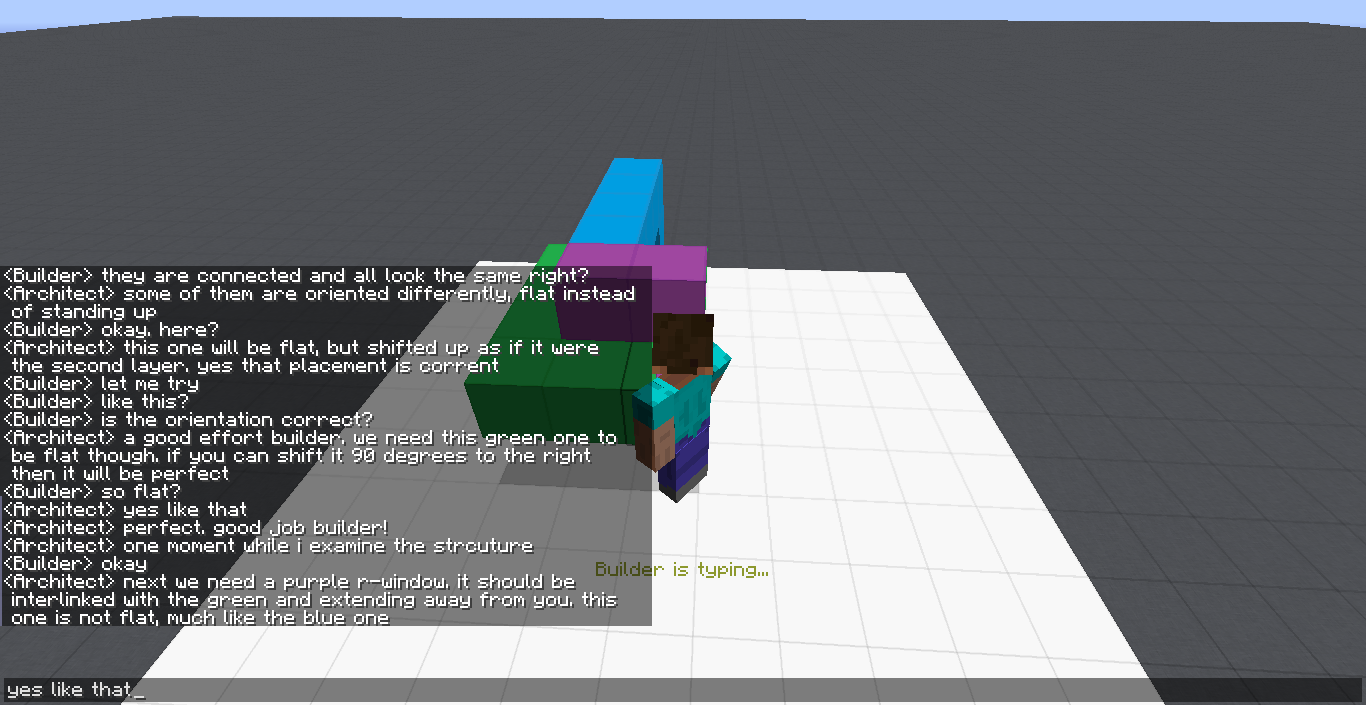 <Builder> they are connected and all look the same right?
<Architect> some of them are oriented differently, flat instead
of standing up
<Builder> okay. here?
<Architect> this one will be flat, but shifted up as if it were
the second layer. yes that placement is corrent
<Builder> let me try
<Builder> like this?
<Builder> is the orientation correct?
<Architect> a good effort builder. we need this green one to
be flat though. if you can shift it 90 degrees to the right
then it will be perfect
<Builder> so flat?
<Architect> yes like that
<Architect> perfect. good job builder!
<Architect> one moment while i examine the strcuture
<Builder> okay
<Architect> next we need a purple r-window. it should be
interlinked with the green and extending away from you. this
one is not flat, much like the blue one
Builder is typing...
yes like that_